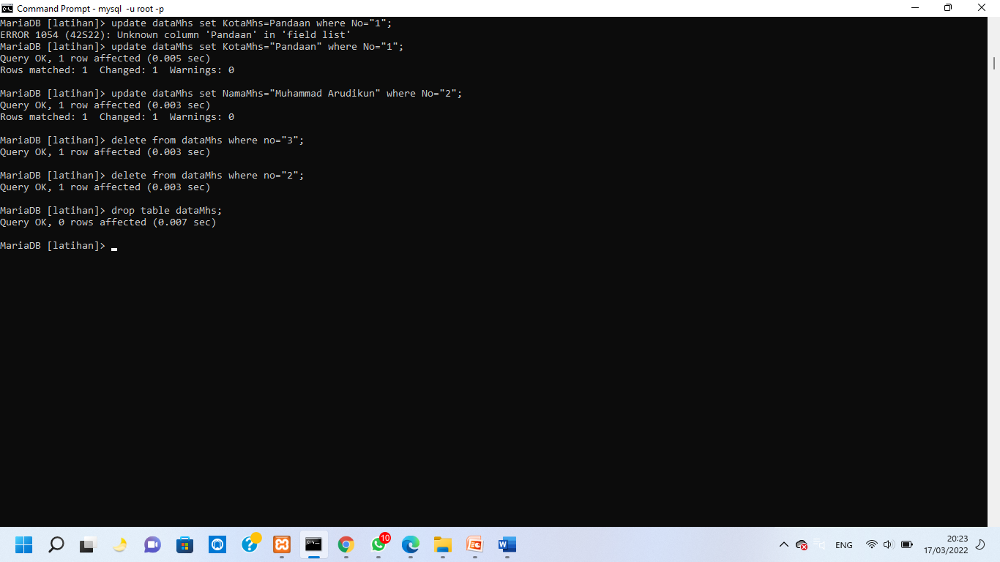 Command Prompt - mysql -u root -p
MariaDB [latihan]> update dataMhs set KotaMhs=Pandaan where No="1";
ERROR 1054 (42S22): Unknown column 'Pandaan' in 'field list'
MariaDB [latihan]> update dataMhs set KotaMhs="Pandaan" where No="1";
Query OK, 1 row affected (0.005 sec)
Rows matched: 1  Changed: 1  Warnings: 0
MariaDB [latihan]> update dataMhs set NamaMhs="Muhammad Arudikun" where No="2";
Query OK, 1 row affected (0.003 sec)
Rows matched: 1  Changed: 1  Warnings: 0
MariaDB [latihan]> delete from dataMhs where no="3";
Query OK, 1 row affected (0.003 sec)
MariaDB [latihan]> delete from dataMhs where no="2";
Query OK, 1 row affected (0.003 sec)
MariaDB [latihan]> drop table dataMhs;
Query OK, 0 rows affected (0.007 sec)
MariaDB [latihan]>
10
ENG
20:23
17/03/2022